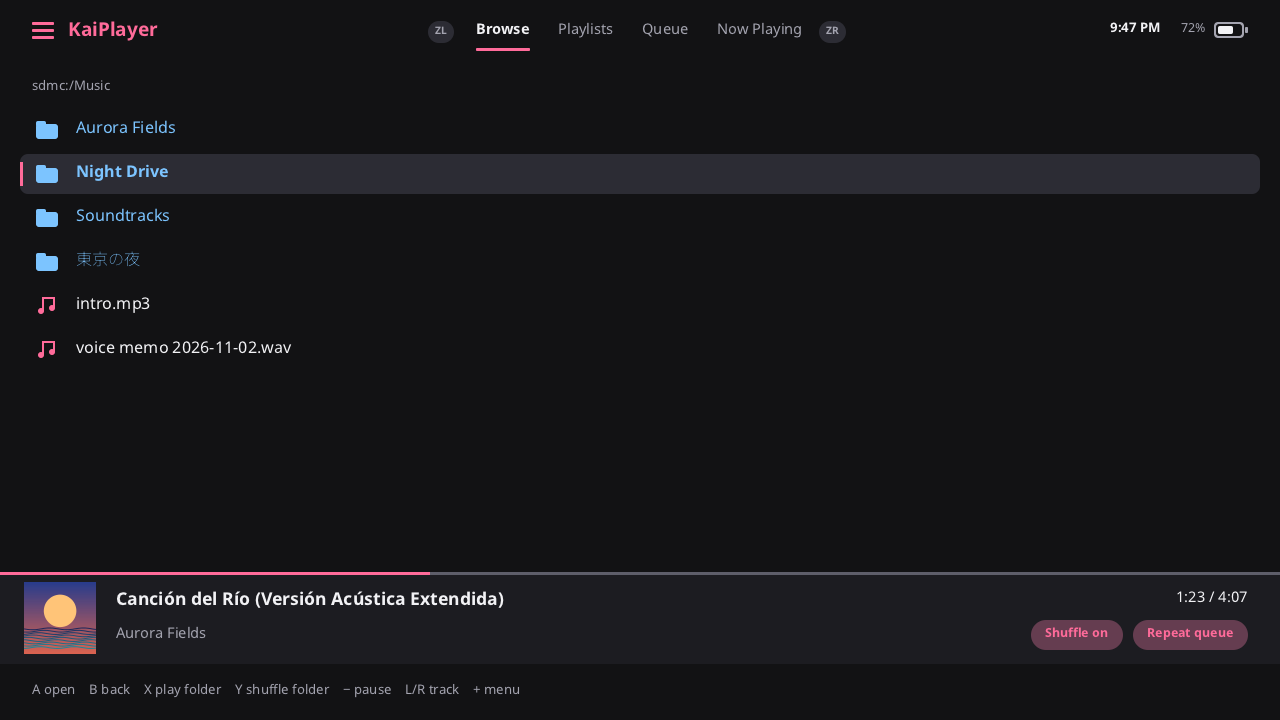 KaiPlayer
ZL Browse Playlists Queue Now Playing ZR
9:47 PM 72%
sdmc:/Music
Aurora Fields
Night Drive
Soundtracks
東京の夜
intro.mp3
voice memo 2026-11-02.wav
Canción del Río (Versión Acústica Extendida)
1:23 / 4:07
Aurora Fields
Shuffle on Repeat queue
A open B back X play folder Y shuffle folder − pause L/R track + menu